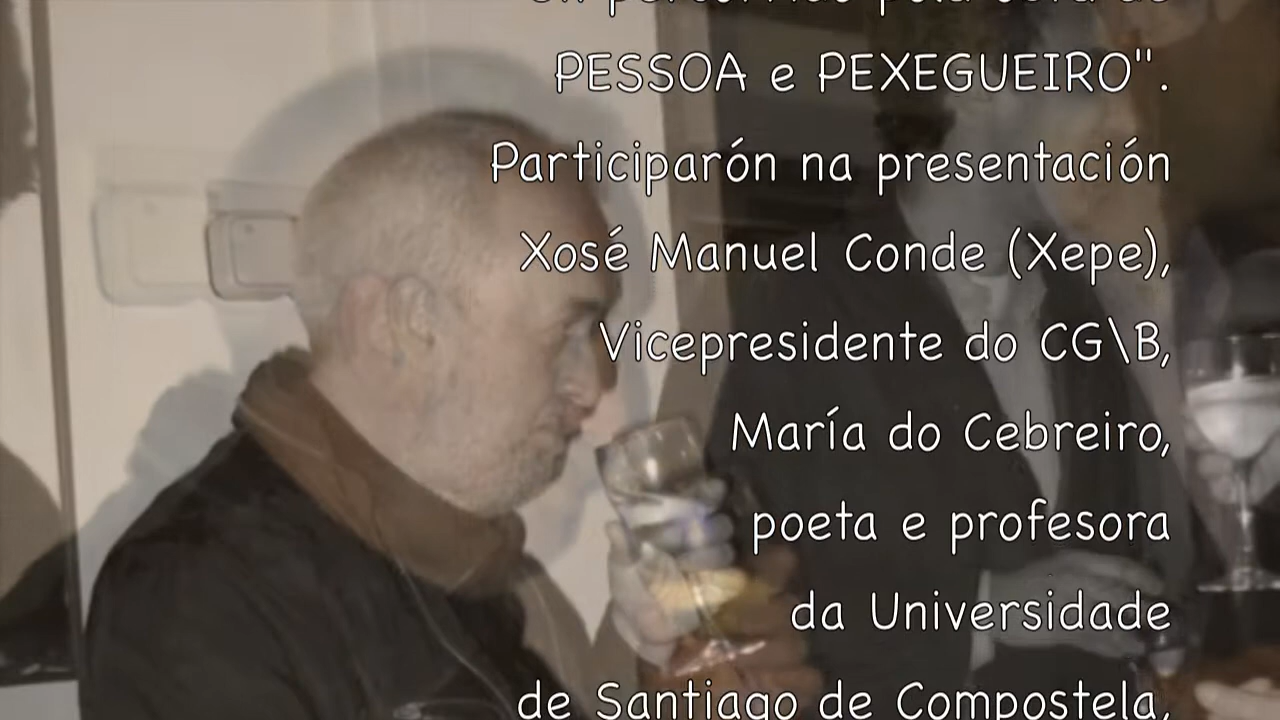 PESSOA e PEXEGUEIRO".
Participarón na presentación
Xosé Manuel Conde (Xepe),
Vicepresidente do CG\B,
María do Cebreiro,
poeta e profesora
da Universidade
de Santiago de Compostela,